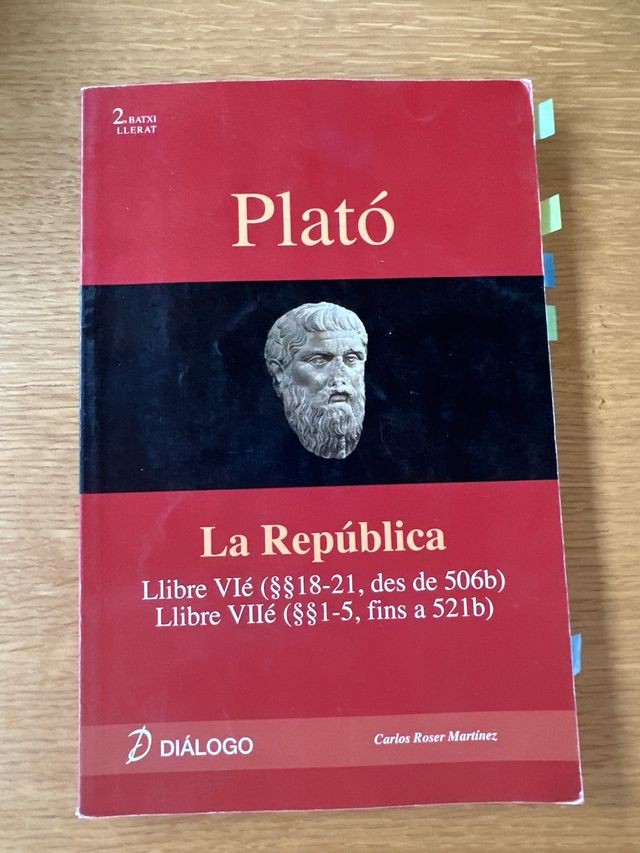 2n BATXI
LLERAT
Plató
La República
Llibre VIé (§§18-21, des de 506b)
Llibre VIIé (§§1-5, fins a 521b)
DIÁLOGO
Carlos Roser Martínez